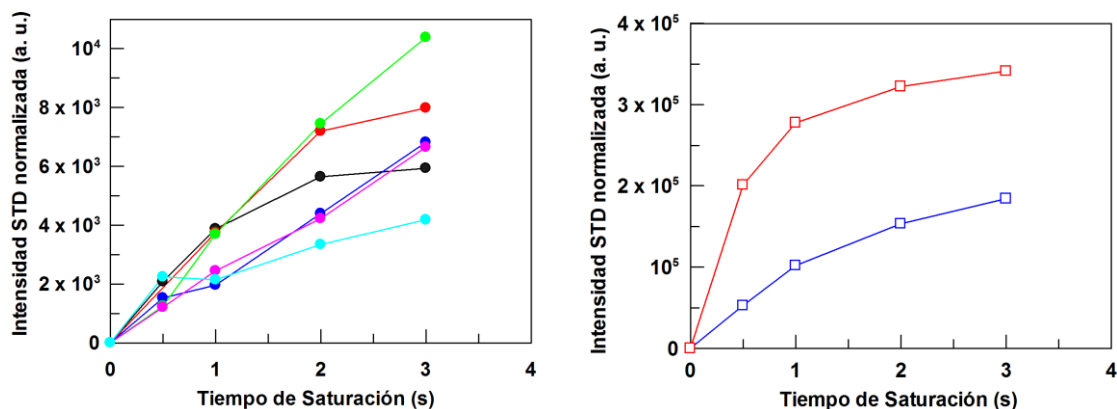 Intensidad STD normalizada (a. u.)
10⁴
8 x 10³
6 x 10³
4 x 10³
2 x 10³
0
0 1 2 3 4
Tiempo de Saturación (s)
Intensidad STD normalizada (a. u.)
4 x 10⁵
3 x 10⁵
2 x 10⁵
10⁵
0
0 1 2 3 4
Tiempo de Saturación (s)